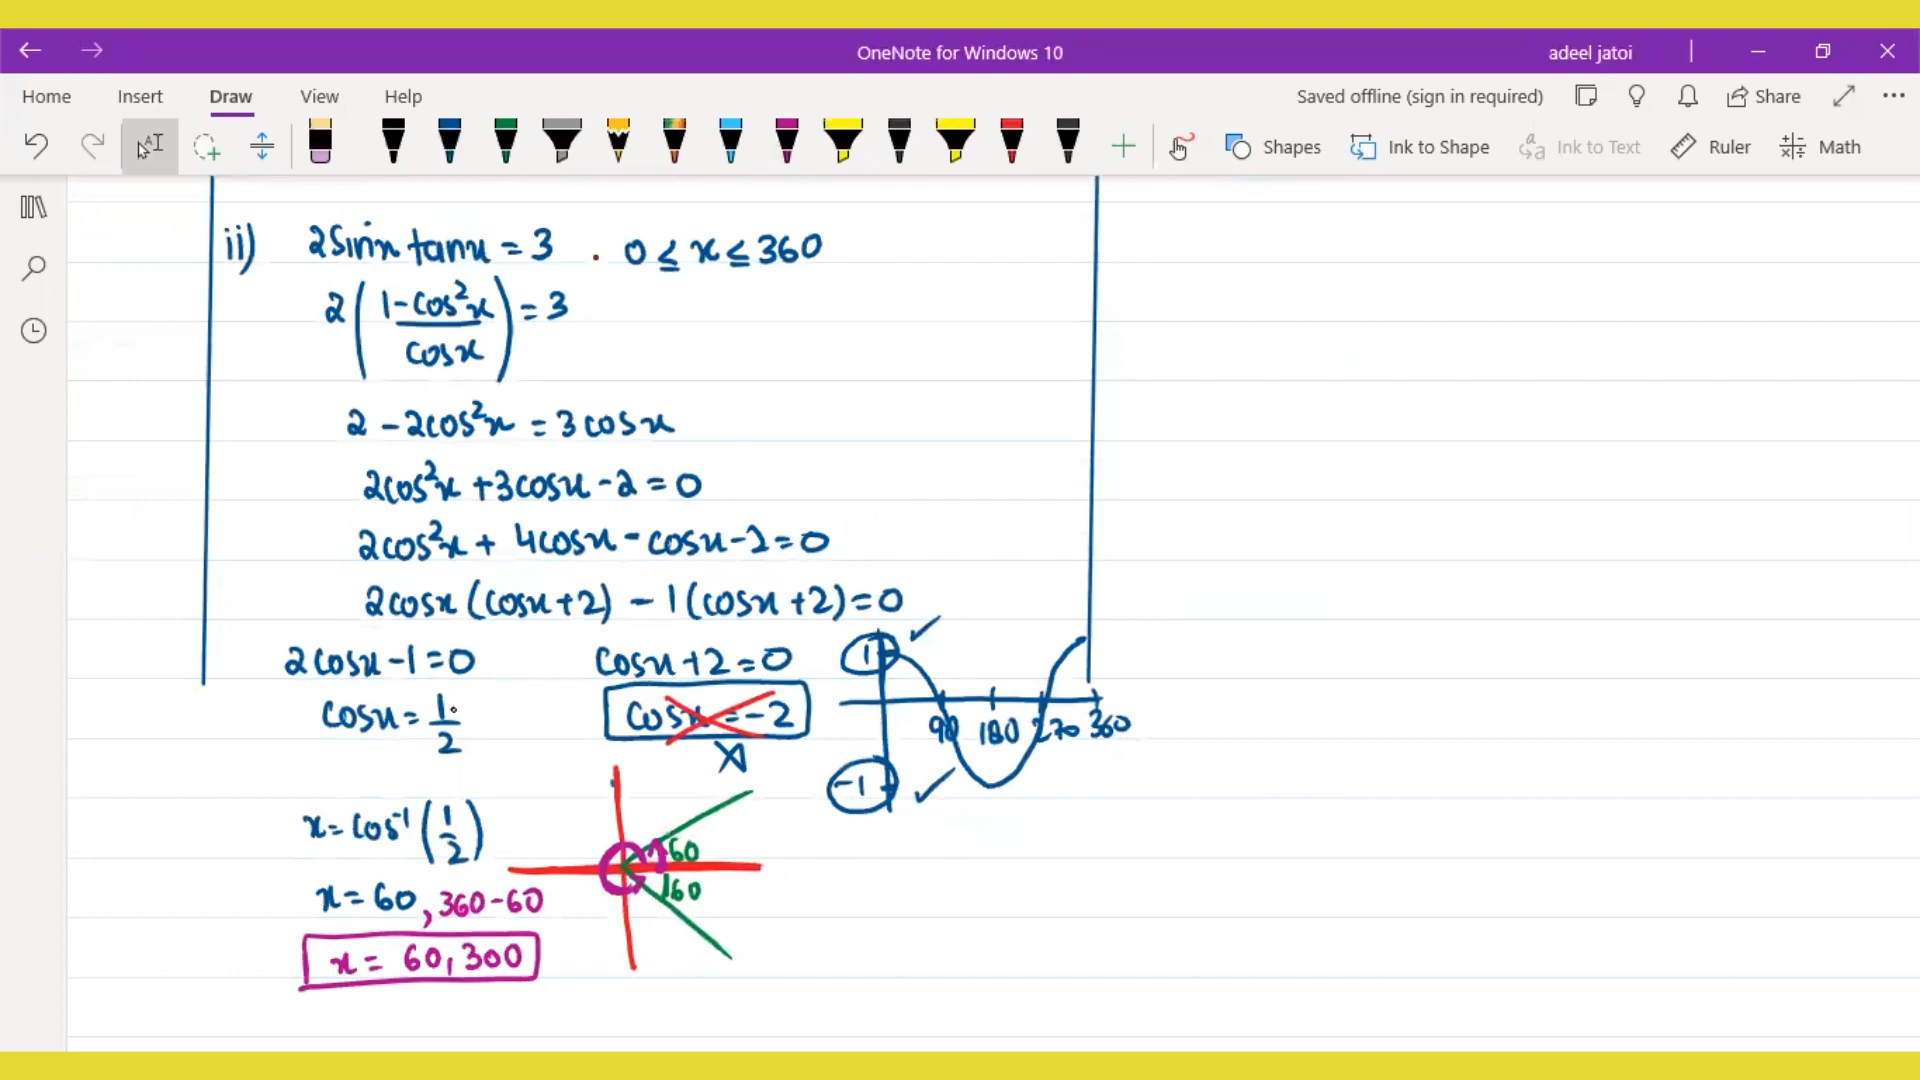 OneNote for Windows 10
adeel jatoi
Home Insert Draw View Help
Saved offline (sign in required) Share
Shapes Ink to Shape Ink to Text Ruler Math
ii) 2Sinx tanx = 3 . 0 ≤ x ≤ 360
2(1-cos²x/cosx) = 3
2 - 2cos²x = 3cosx
2cos²x + 3cosx - 2 = 0
2cos²x + 4cosx - cosx - 2 = 0
2cosx (cosx + 2) - 1(cosx + 2) = 0
2cosx - 1 = 0 cosx + 2 = 0
cosx = 1/2 cosx = -2
x = cos⁻¹(1/2)
x = 60, 360-60
x = 60, 300
60
60
1
90 180 270 360
-1